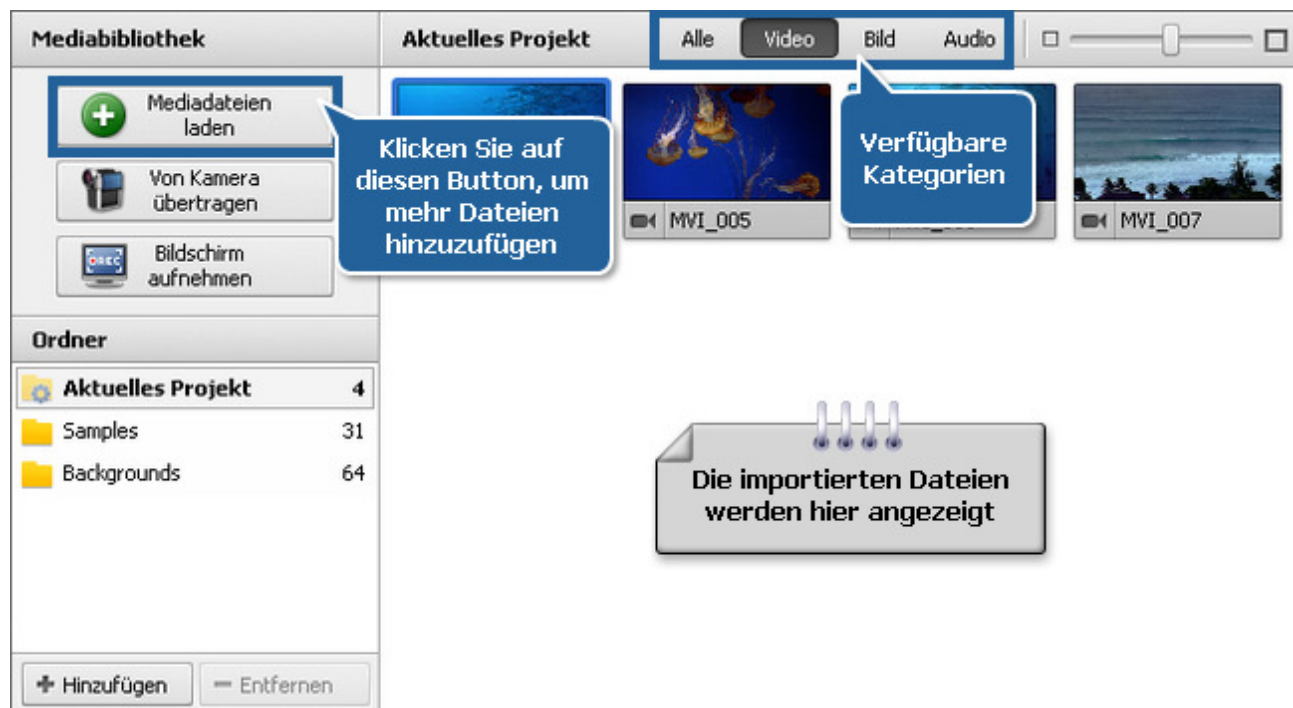 Mediabibliothek
Aktuelles Projekt
Alle
Video
Bild
Audio
Mediadateien
laden
Von Kamera
übertragen
Bildschirm
aufnehmen
Klicken Sie auf
diesen Button, um
mehr Dateien
hinzuzufügen
Verfügbare
Kategorien
MVI_005
MVI_007
Ordner
Aktuelles Projekt 4
Samples 31
Backgrounds 64
Die importierten Dateien
werden hier angezeigt
Hinzufügen
Entfernen